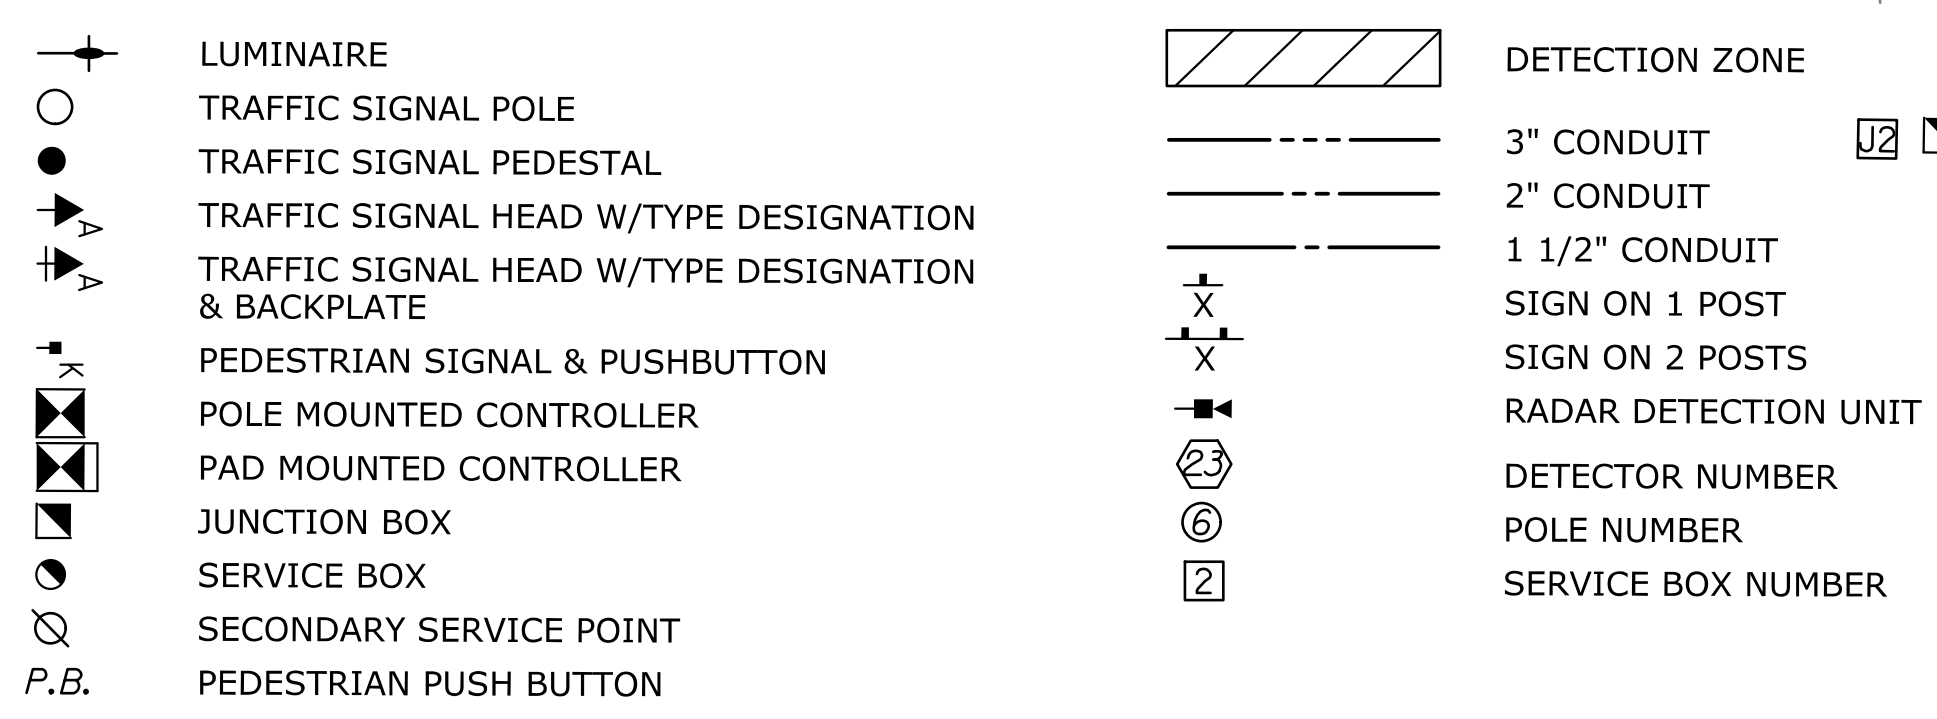 LUMINAIRE
TRAFFIC SIGNAL POLE
TRAFFIC SIGNAL PEDESTAL
A TRAFFIC SIGNAL HEAD W/TYPE DESIGNATION
A TRAFFIC SIGNAL HEAD W/TYPE DESIGNATION
& BACKPLATE
K PEDESTRIAN SIGNAL & PUSHBUTTON
POLE MOUNTED CONTROLLER
PAD MOUNTED CONTROLLER
JUNCTION BOX
SERVICE BOX
SECONDARY SERVICE POINT
P.B. PEDESTRIAN PUSH BUTTON
DETECTION ZONE
3" CONDUIT
J2
2" CONDUIT
1 1/2" CONDUIT
X SIGN ON 1 POST
X SIGN ON 2 POSTS
RADAR DETECTION UNIT
23 DETECTOR NUMBER
6 POLE NUMBER
2 SERVICE BOX NUMBER